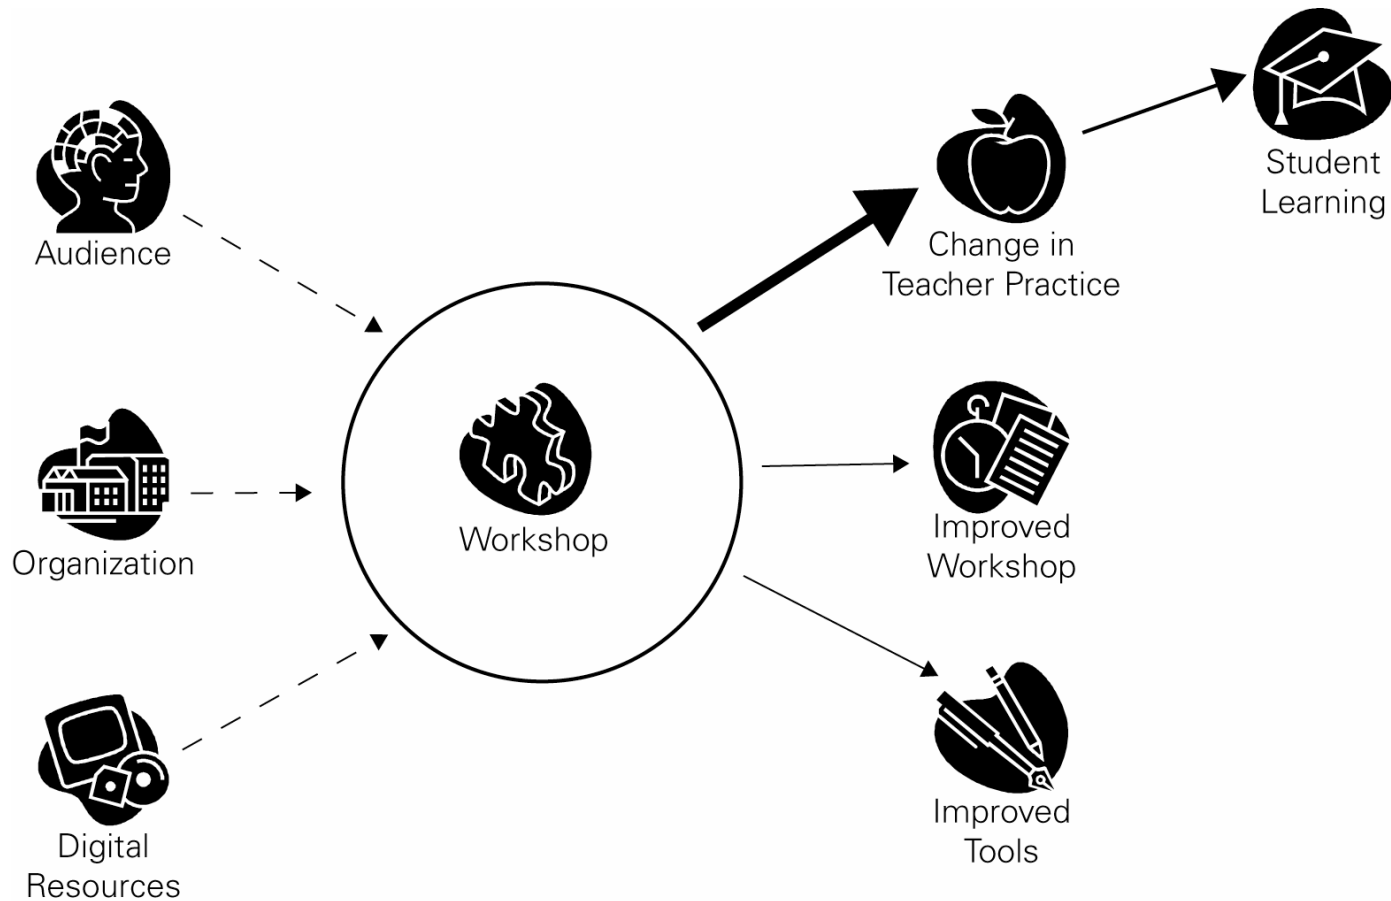 Audience
Organization
Digital
Resources
Workshop
Change in
Teacher Practice
Student
Learning
Improved
Workshop
Improved
Tools